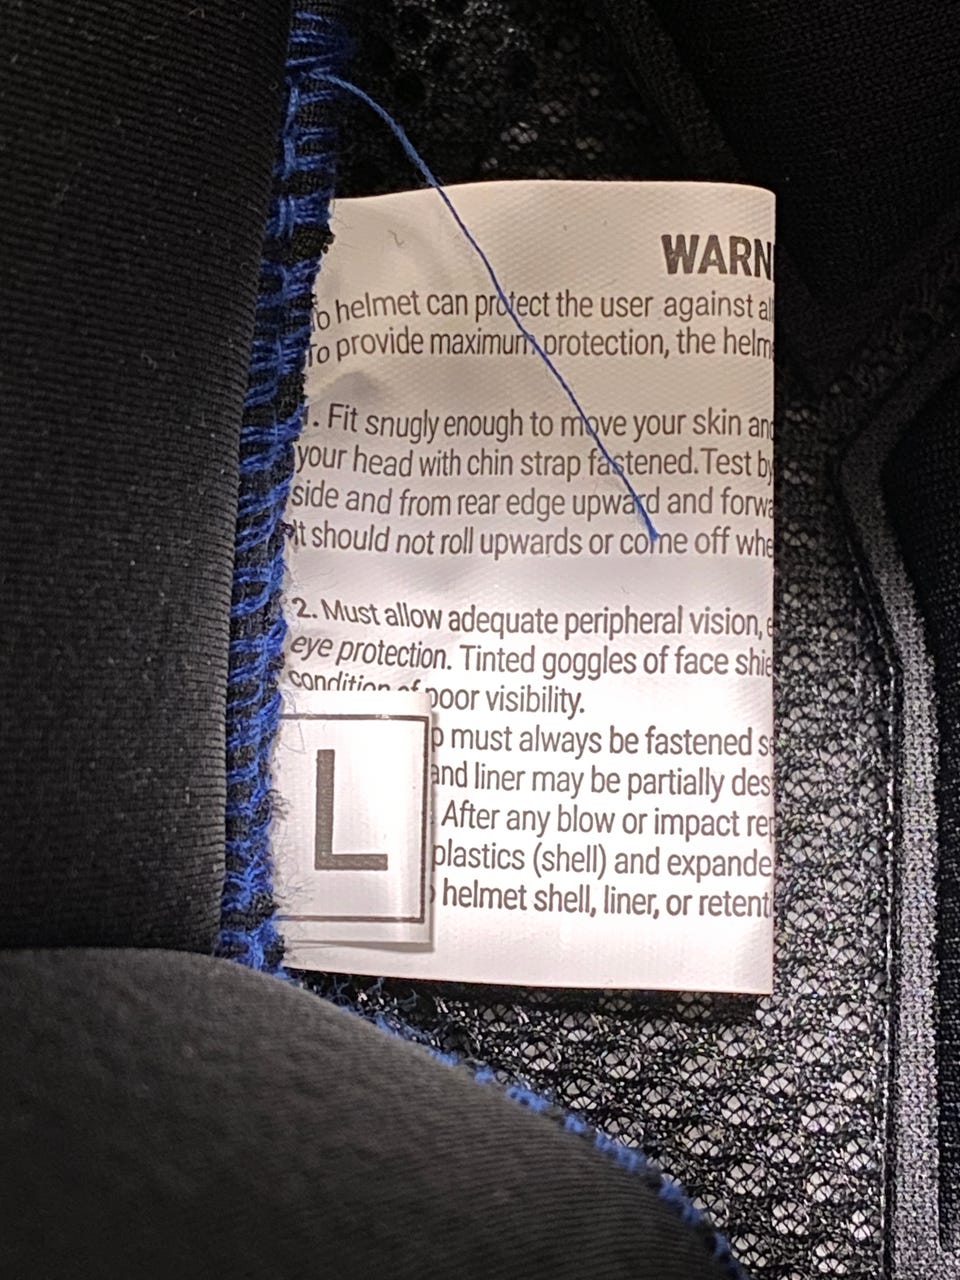 WARN
helmet can protect the user against
To provide maximum protection, the helm
1. Fit snugly enough to move your skin and
your head with chin strap fastened.Test by
side and from rear edge upward and forwa
It should not roll upwards or come off whe
2. Must allow adequate peripheral vision,
eye protection. Tinted goggles of face shie
condition of poor visibility.
must always be fastened
and liner may be partially des
After any blow or impact rep
plastics (shell) and expande
helmet shell, liner, or retent
L